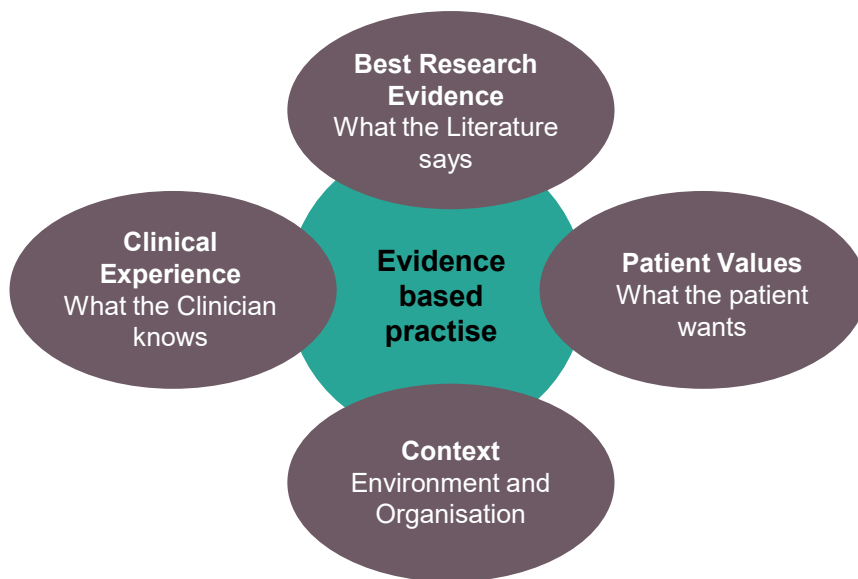 Best Research
Evidence
What the Literature
says
Clinical
Experience
What the Clinician
knows
Evidence
based
practise
Patient Values
What the patient
wants
Context
Environment and
Organisation